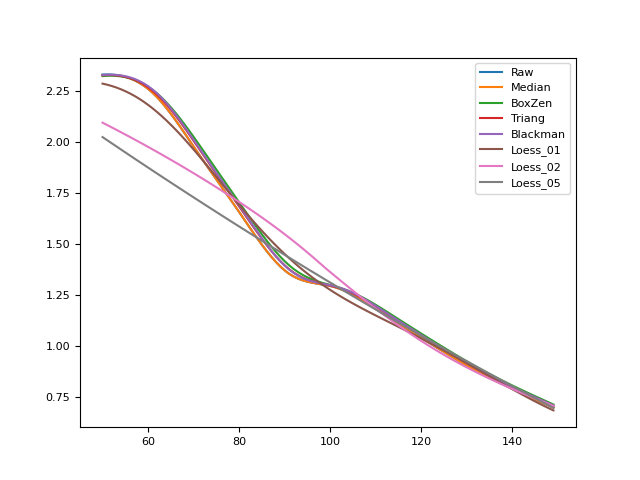 2.25
2.00
1.75
1.50
1.25
1.00
0.75
60 80 100 120 140
Raw
Median
BoxZen
Triang
Blackman
Loess_01
Loess_02
Loess_05